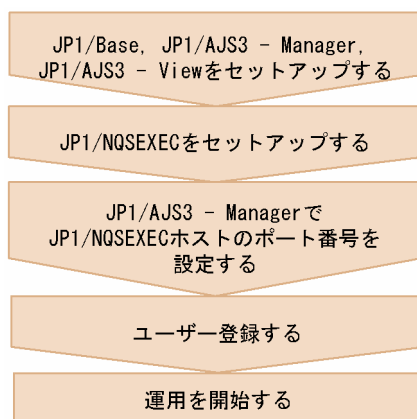 JP1/Base, JP1/AJS3 - Manager,
JP1/AJS3 - Viewをセットアップする
JP1/NQSEXECをセットアップする
JP1/AJS3 - Managerで
JP1/NQSEXECホストのポート番号を
設定する
ユーザー登録する
運用を開始する